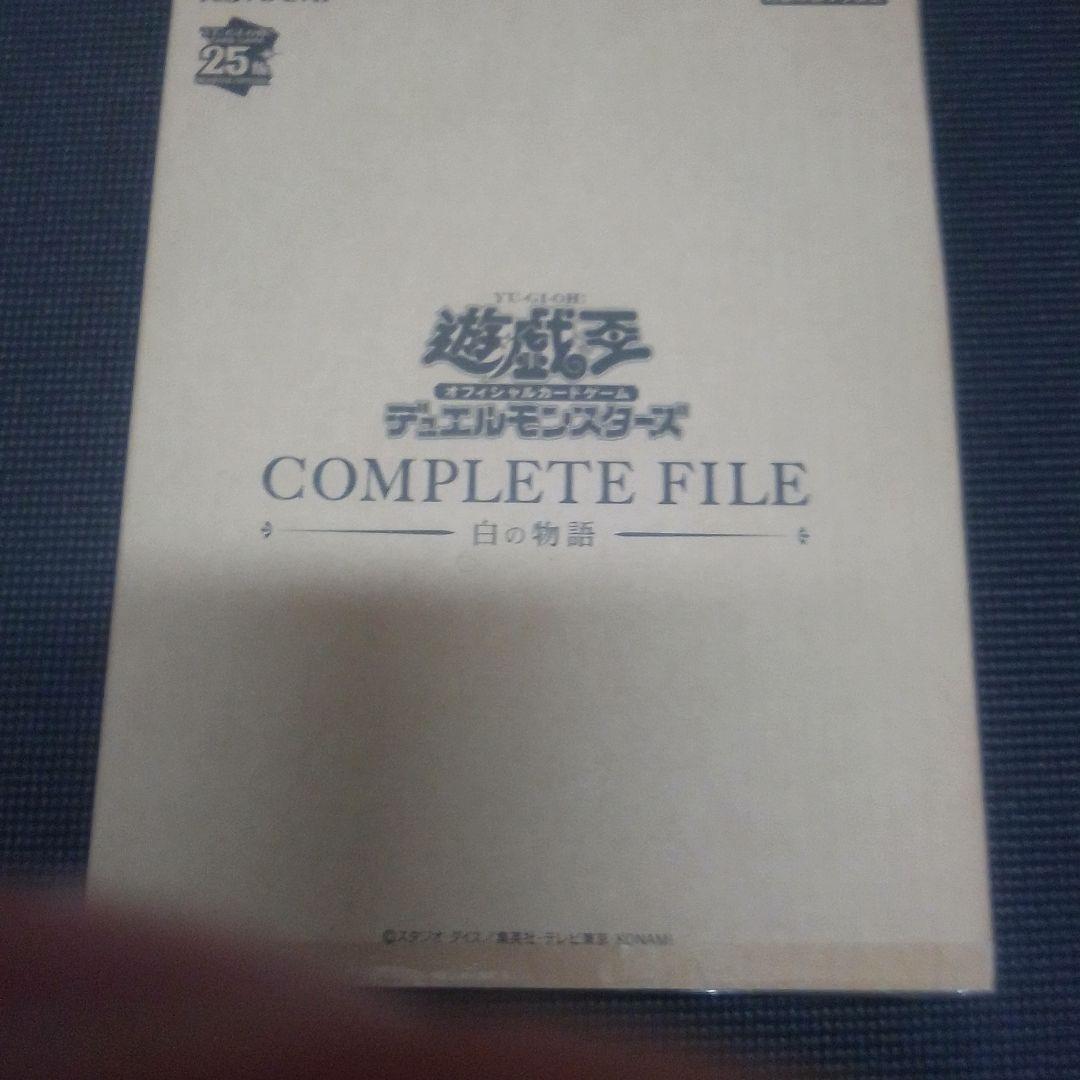 25th
YU-GI-OH!
遊戯王
オフィシャルカードゲーム
デュエルモンスターズ
COMPLETE FILE
白の物語
©スタジオ・ダイス/集英社・テレビ東京・KONAMI